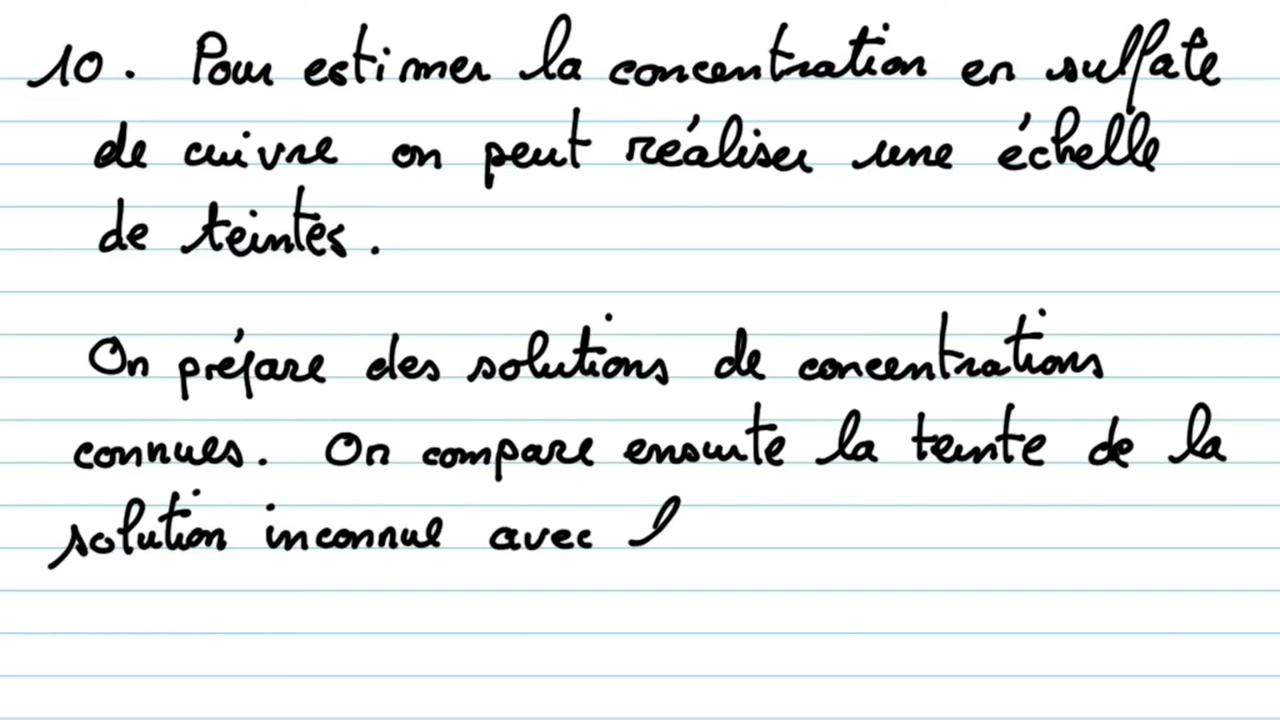 10. Pour estimer la concentration en sulfate
de cuivre on peut réaliser une échelle
de teintes.
On prépare des solutions de concentrations
connues. On compare ensuite la teinte de la
solution inconnue avec l